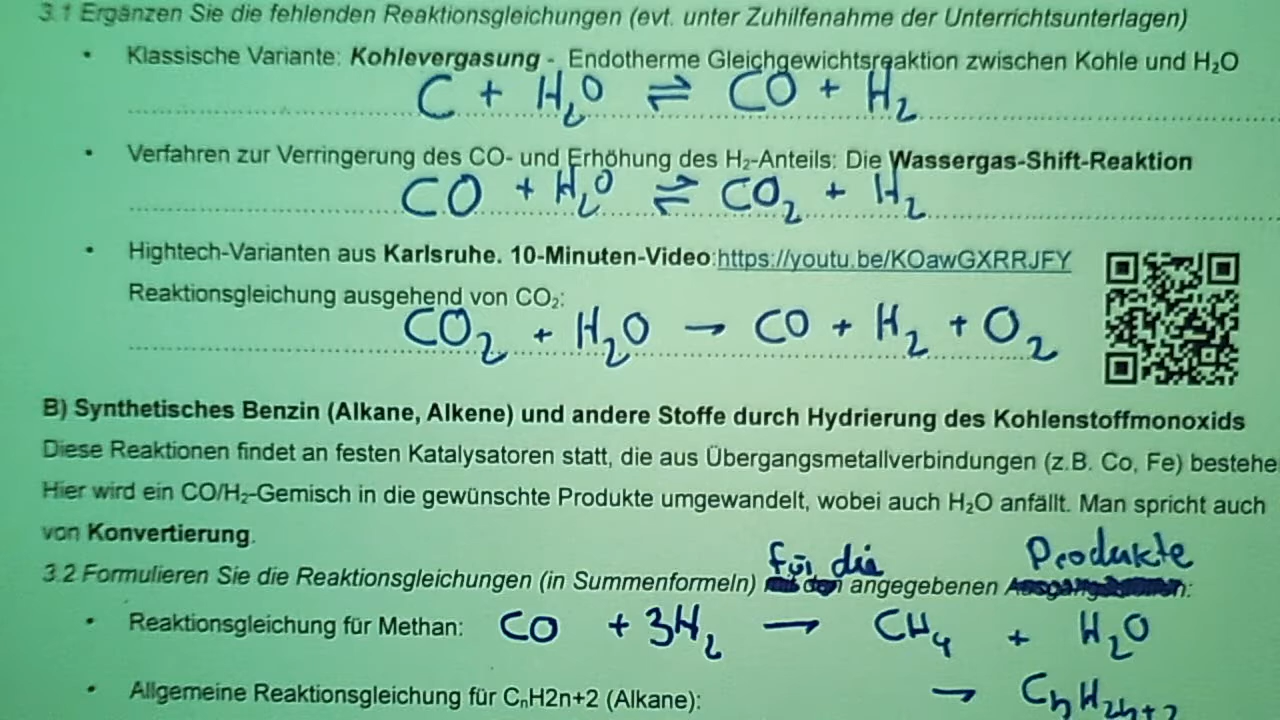 3.1 Ergänzen Sie die fehlenden Reaktionsgleichungen (evt. unter Zuhilfenahme der Unterrichtsunterlagen)
• Klassische Variante: Kohlevergasung - Endotherme Gleichgewichtsreaktion zwischen Kohle und H₂O
C + H₂O ⇌ CO + H₂
• Verfahren zur Verringerung des CO- und Erhöhung des H₂-Anteils: Die Wassergas-Shift-Reaktion
CO + H₂O ⇌ CO₂ + H₂
• Hightech-Varianten aus Karlsruhe. 10-Minuten-Video:https://youtu.be/KOawGXRRJFY
Reaktionsgleichung ausgehend von CO₂:
CO₂ + H₂O → CO + H₂ + O₂
B) Synthetisches Benzin (Alkane, Alkene) und andere Stoffe durch Hydrierung des Kohlenstoffmonoxids
Diese Reaktionen findet an festen Katalysatoren statt, die aus Übergangsmetallverbindungen (z.B. Co, Fe) bestehe
Hier wird ein CO/H₂-Gemisch in die gewünschte Produkte umgewandelt, wobei auch H₂O anfällt. Man spricht auch
von Konvertierung.
für die Produkte
3.2 Formulieren Sie die Reaktionsgleichungen (in Summenformeln) angegebenen :
• Reaktionsgleichung für Methan: CO + 3H₂ → CH₄ + H₂O
• Allgemeine Reaktionsgleichung für CₙH2n+2 (Alkane): → CₙH₂ₙ₊₂